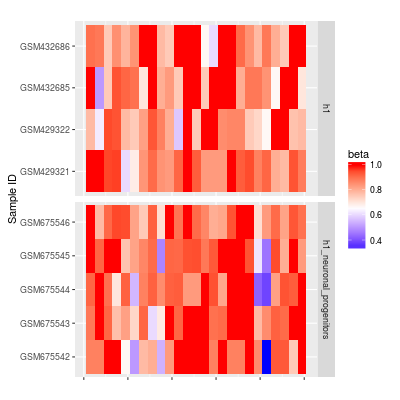 GSM432686
GSM432685
GSM429322
GSM429321
h1
GSM675546
GSM675545
GSM675544
GSM675543
GSM675542
h1_neuronal_progenitors
Sample ID
beta
1.0
0.8
0.6
0.4